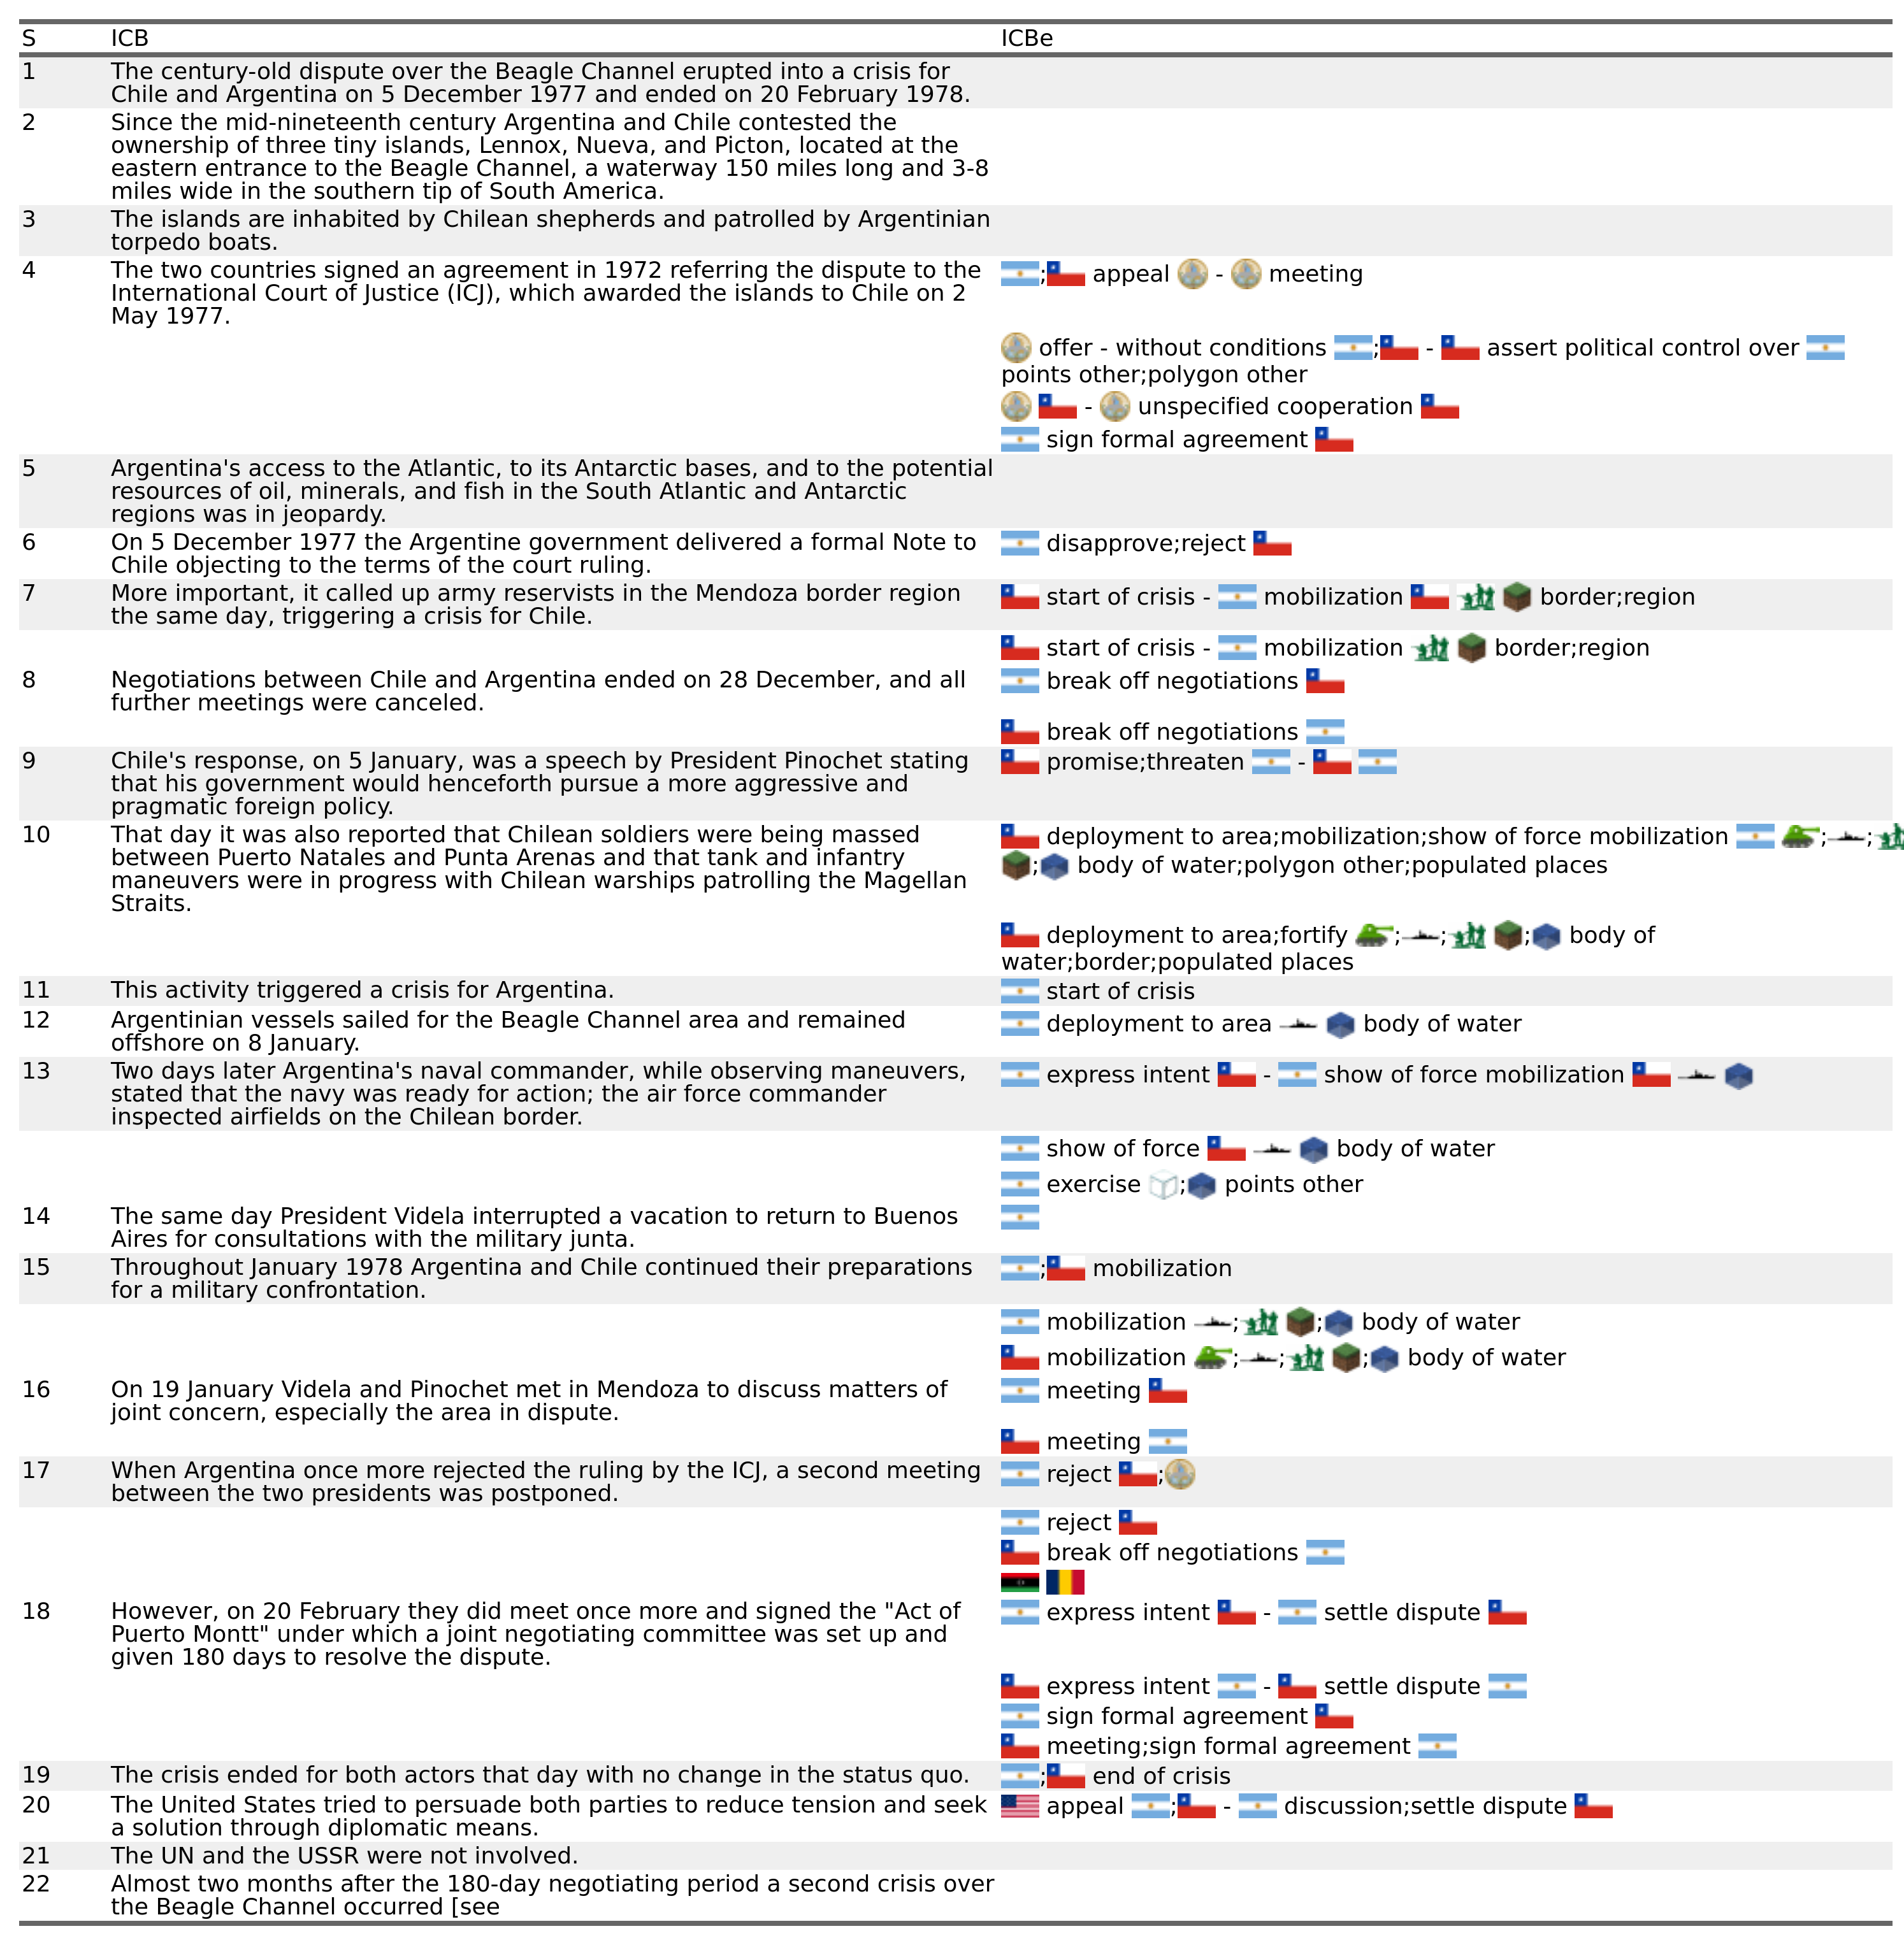 S ICB ICBe
1 The century-old dispute over the Beagle Channel erupted into a crisis for
Chile and Argentina on 5 December 1977 and ended on 20 February 1978.
2 Since the mid-nineteenth century Argentina and Chile contested the
ownership of three tiny islands, Lennox, Nueva, and Picton, located at the
eastern entrance to the Beagle Channel, a waterway 150 miles long and 3-8
miles wide in the southern tip of South America.
3 The islands are inhabited by Chilean shepherds and patrolled by Argentinian
torpedo boats.
4 The two countries signed an agreement in 1972 referring the dispute to the
International Court of Justice (ICJ), which awarded the islands to Chile on 2
May 1977.
; appeal - meeting
offer - without conditions ; - assert political control over
points other;polygon other
- unspecified cooperation
sign formal agreement
5 Argentina's access to the Atlantic, to its Antarctic bases, and to the potential
resources of oil, minerals, and fish in the South Atlantic and Antarctic
regions was in jeopardy.
6 On 5 December 1977 the Argentine government delivered a formal Note to
Chile objecting to the terms of the court ruling.
disapprove;reject
7 More important, it called up army reservists in the Mendoza border region
the same day, triggering a crisis for Chile.
start of crisis - mobilization border;region
start of crisis - mobilization border;region
8 Negotiations between Chile and Argentina ended on 28 December, and all
further meetings were canceled.
break off negotiations
break off negotiations
9 Chile's response, on 5 January, was a speech by President Pinochet stating
that his government would henceforth pursue a more aggressive and
pragmatic foreign policy.
promise;threaten -
10 That day it was also reported that Chilean soldiers were being massed
between Puerto Natales and Punta Arenas and that tank and infantry
maneuvers were in progress with Chilean warships patrolling the Magellan
Straits.
deployment to area;mobilization;show of force mobilization ; ;
; body of water;polygon other;populated places
deployment to area;fortify ; ; ; body of
water;border;populated places
11 This activity triggered a crisis for Argentina.
start of crisis
12 Argentinian vessels sailed for the Beagle Channel area and remained
offshore on 8 January.
deployment to area body of water
13 Two days later Argentina's naval commander, while observing maneuvers,
stated that the navy was ready for action; the air force commander
inspected airfields on the Chilean border.
express intent - show of force mobilization
show of force body of water
exercise ; points other
14 The same day President Videla interrupted a vacation to return to Buenos
Aires for consultations with the military junta.
15 Throughout January 1978 Argentina and Chile continued their preparations
for a military confrontation.
; mobilization
mobilization ; ; body of water
mobilization ; ; ; body of water
16 On 19 January Videla and Pinochet met in Mendoza to discuss matters of
joint concern, especially the area in dispute.
meeting
meeting
17 When Argentina once more rejected the ruling by the ICJ, a second meeting
between the two presidents was postponed.
reject ;
reject
break off negotiations
18 However, on 20 February they did meet once more and signed the "Act of
Puerto Montt" under which a joint negotiating committee was set up and
given 180 days to resolve the dispute.
express intent - settle dispute
express intent - settle dispute
sign formal agreement
meeting;sign formal agreement
19 The crisis ended for both actors that day with no change in the status quo.
; end of crisis
20 The United States tried to persuade both parties to reduce tension and seek
a solution through diplomatic means.
appeal ; - discussion;settle dispute
21 The UN and the USSR were not involved.
22 Almost two months after the 180-day negotiating period a second crisis over
the Beagle Channel occurred [see